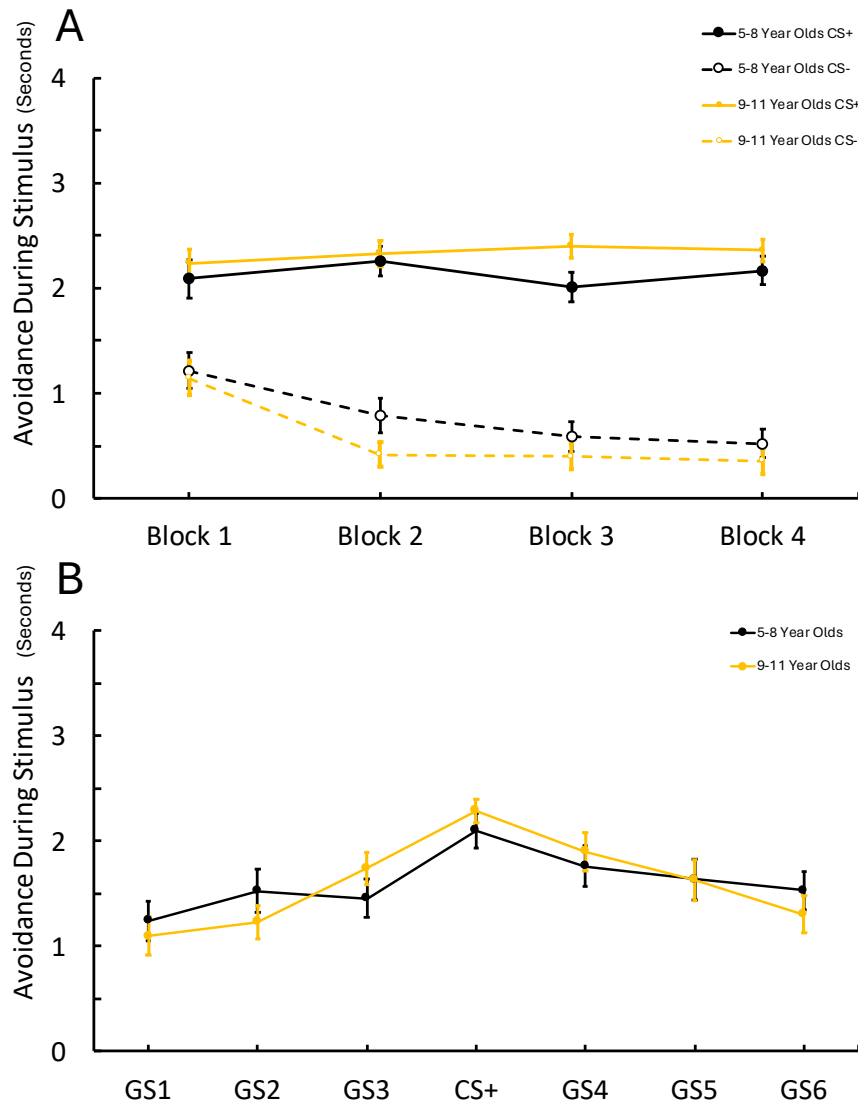 A
5-8 Year Olds CS+
5-8 Year Olds CS-
9-11 Year Olds CS+
9-11 Year Olds CS-
Avoidance During Stimulus (Seconds)
4
3
2
1
0
Block 1 Block 2 Block 3 Block 4
B
5-8 Year Olds
9-11 Year Olds
Avoidance During Stimulus (Seconds)
4
3
2
1
0
GS1 GS2 GS3 CS+ GS4 GS5 GS6